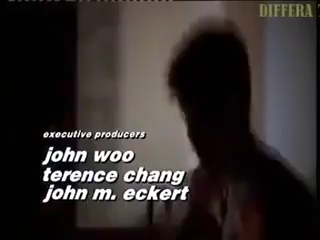 DIFFERA T
executive producers
john woo
terence chang
john m. eckert